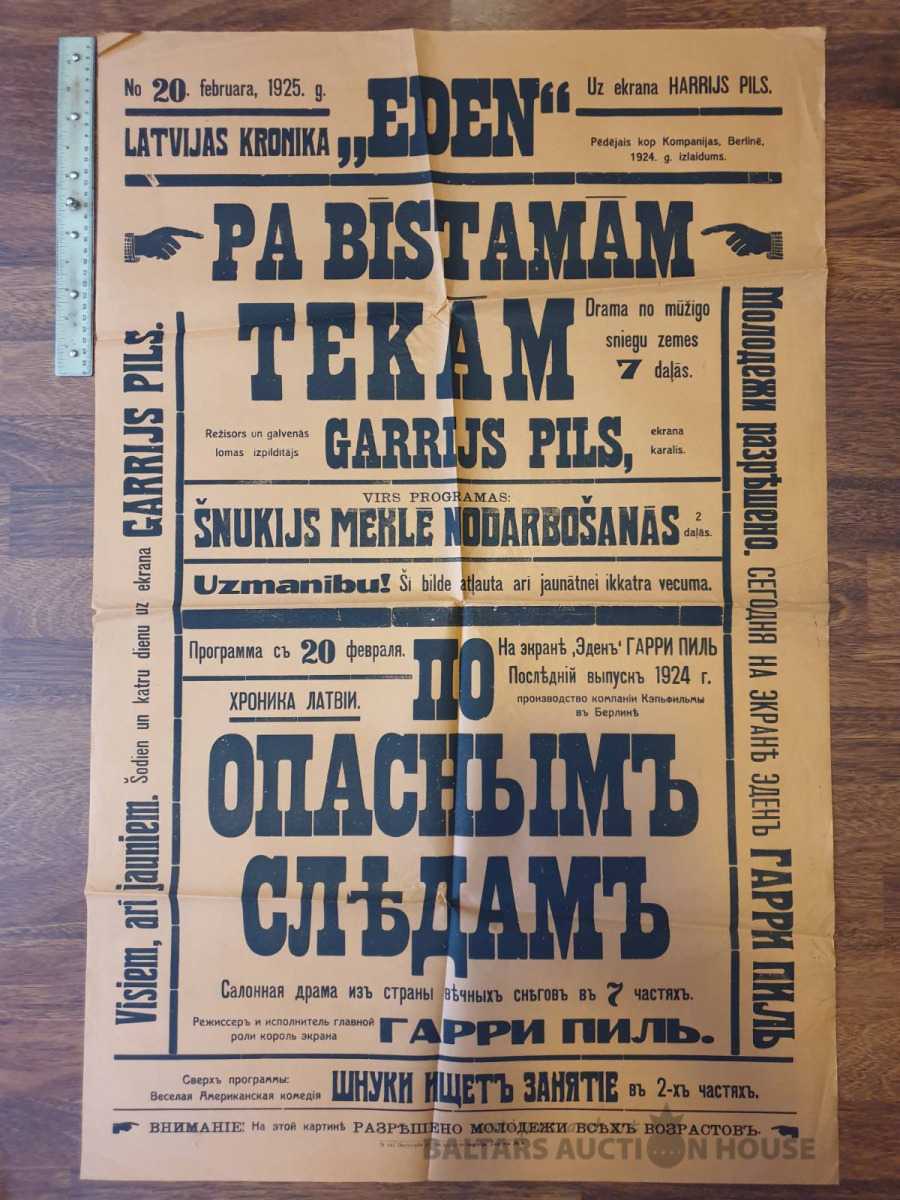 No 20. februara, 1925. g.
LATVIJAS KRONIKA
„EDEN“
Uz ekrana HARRIJS PILS.
Pēdējais kop Kompanijas, Berlinē,
1924. g. izlaidums.
PA BĪSTAMĀM
TEKĀM
Drama no mūžigo
sniegu zemes
7 daļās.
Režisors un galvenās
lomas izpilditājs
GARRIJS PILS,
ekrana
karalis.
VIRS PROGRAMAS:
ŠNUKIJS MEKLĒ NODARBOŠANĀS
2
daļās.
Uzmanību! Ši bilde atļauta ari jaunātnei ikkatra vecuma.
Visiem, arī jauniem. Šodien un katru dienu uz ekrana GARRIJS PILS.
Молодежи разрѣшено. СЕГОДНЯ НА ЭКРАНѢ ЭДЕНЪ ГАРРИ ПИЛЬ
Программа съ 20 февраля.
ХРОНИКА ЛАТВІИ.
На экранѣ „Эденъ‘ ГАРРИ ПИЛЬ
Послѣдній выпускъ 1924 г.
производство компаніи Кэпьфильмы
въ Берлинѣ
ПО
ОПАСНЫМЪ
СЛѢДАМЪ
Салонная драма изъ страны вѣчныхъ снѣговъ въ 7 частяхъ.
Режиссеръ и исполнитель главной
роли король экрана
ГАРРИ ПИЛЬ.
Сверхъ программы:
Веселая Американская комедія
ШНУКИ ИЩЕТЪ ЗАНЯТІЕ въ 2-хъ частяхъ.
ВНИМАНІЕ! На этой картинѣ РАЗРѢШЕНО МОЛОДЕЖИ ВСѢХЪ ВОЗРАСТОВЪ.
BALTARS AUCTION HOUSE